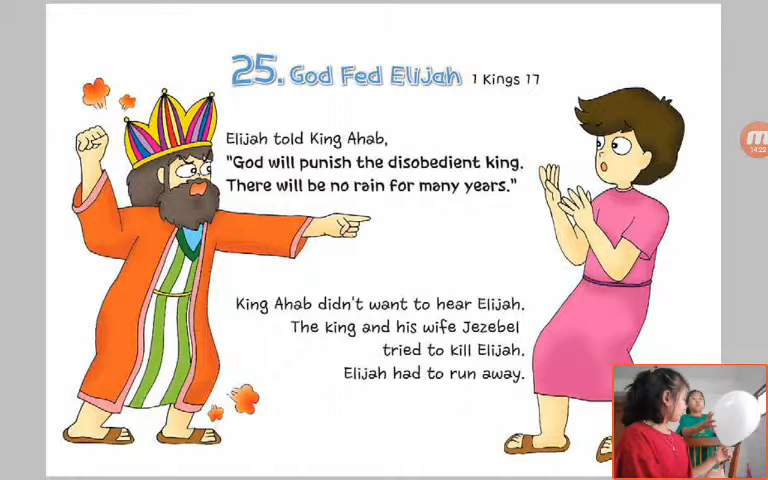 25. God Fed Elijah 1 Kings 17
Elijah told King Ahab,
"God will punish the disobedient king.
There will be no rain for many years."
King Ahab didn't want to hear Elijah.
The king and his wife Jezebel
tried to kill Elijah.
Elijah had to run away.
14:22